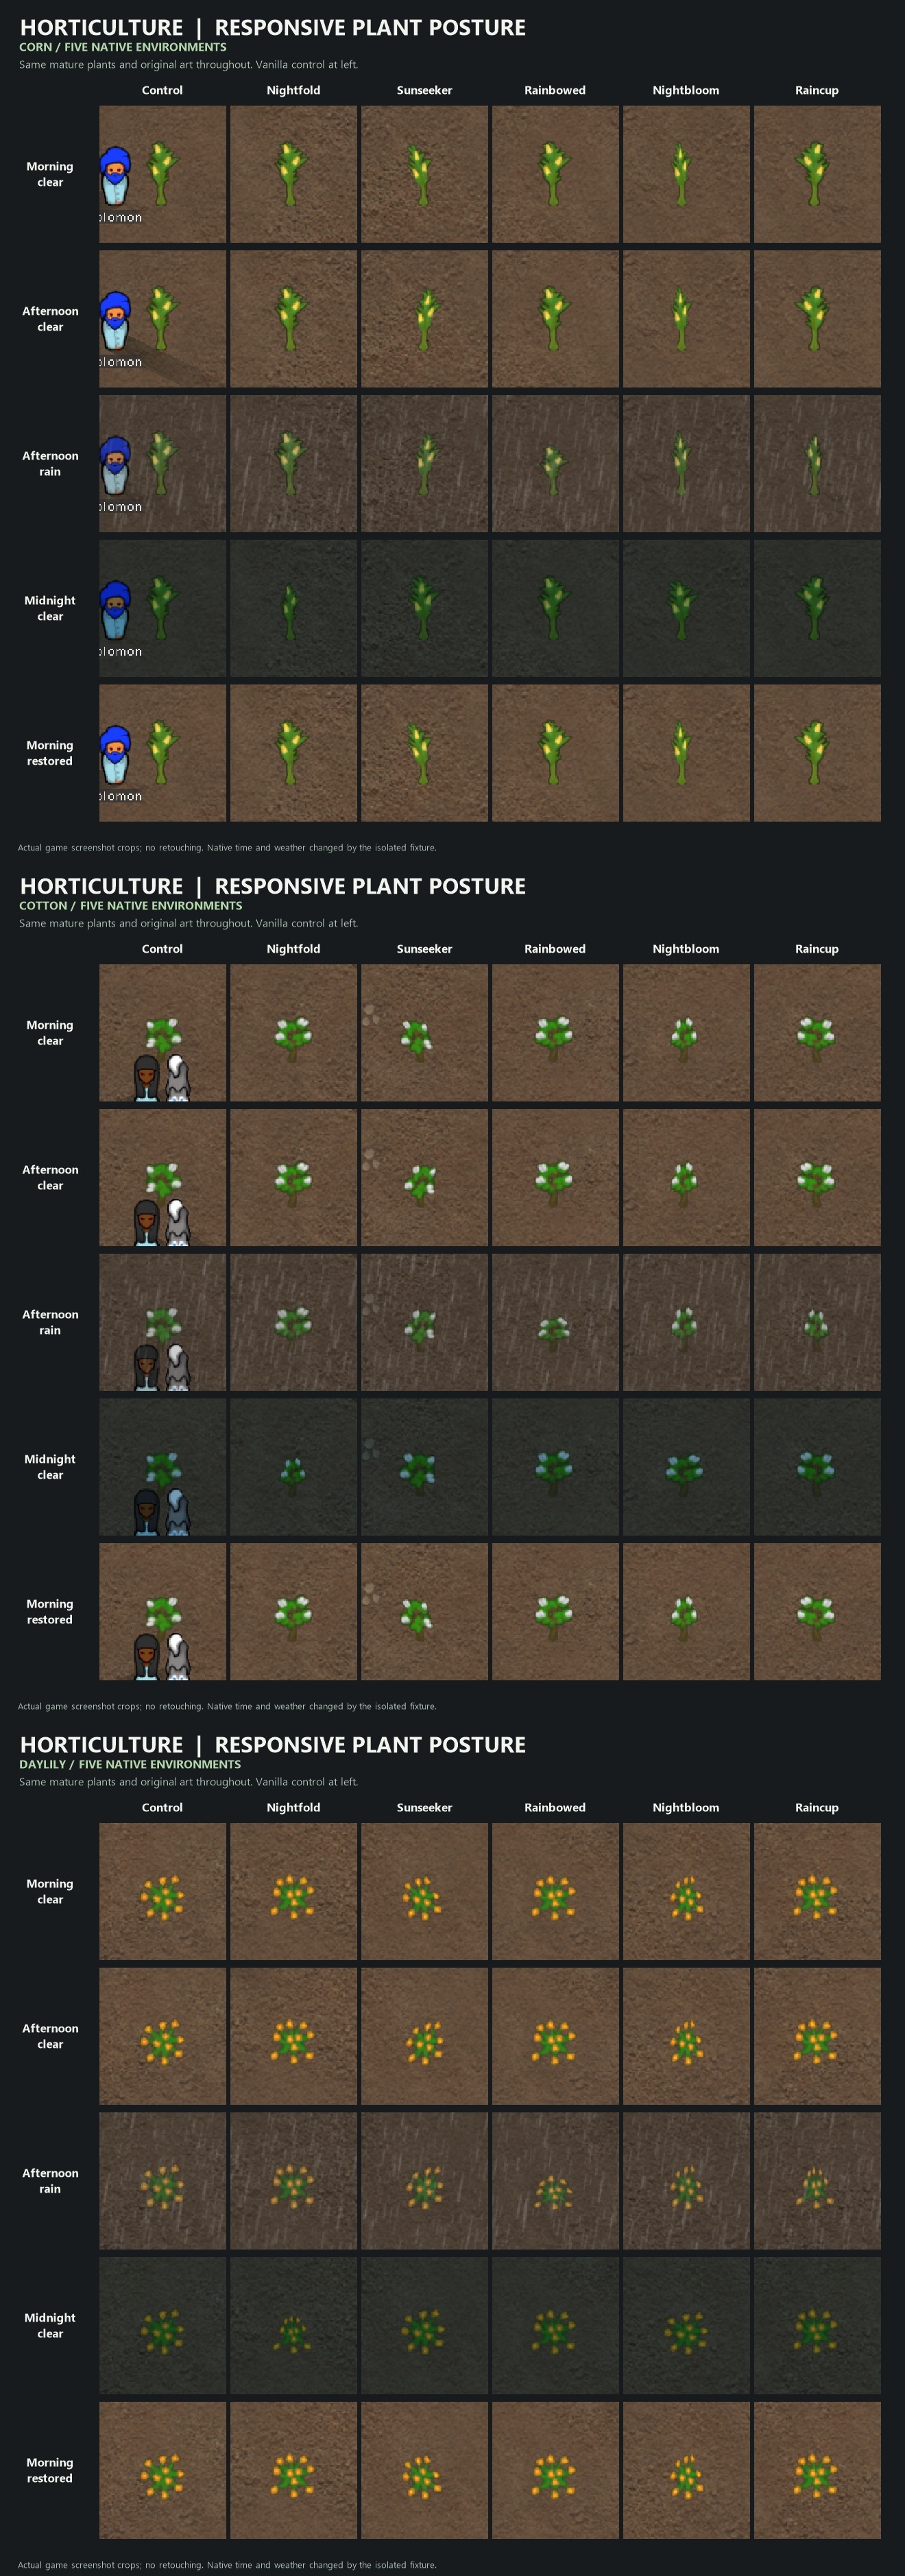 HORTICULTURE | RESPONSIVE PLANT POSTURE
CORN / FIVE NATIVE ENVIRONMENTS
Same mature plants and original art throughout. Vanilla control at left.
Control Nightfold Sunseeker Rainbowed Nightbloom Raincup
Morning
clear
olomon
Afternoon
clear
olomon
Afternoon
rain
olomon
Midnight
clear
olomon
Morning
restored
olomon
Actual game screenshot crops; no retouching. Native time and weather changed by the isolated fixture.
HORTICULTURE | RESPONSIVE PLANT POSTURE
COTTON / FIVE NATIVE ENVIRONMENTS
Same mature plants and original art throughout. Vanilla control at left.
Control Nightfold Sunseeker Rainbowed Nightbloom Raincup
Morning
clear
Afternoon
clear
Afternoon
rain
Midnight
clear
Morning
restored
Actual game screenshot crops; no retouching. Native time and weather changed by the isolated fixture.
HORTICULTURE | RESPONSIVE PLANT POSTURE
DAYLILY / FIVE NATIVE ENVIRONMENTS
Same mature plants and original art throughout. Vanilla control at left.
Control Nightfold Sunseeker Rainbowed Nightbloom Raincup
Morning
clear
Afternoon
clear
Afternoon
rain
Midnight
clear
Morning
restored
Actual game screenshot crops; no retouching. Native time and weather changed by the isolated fixture.